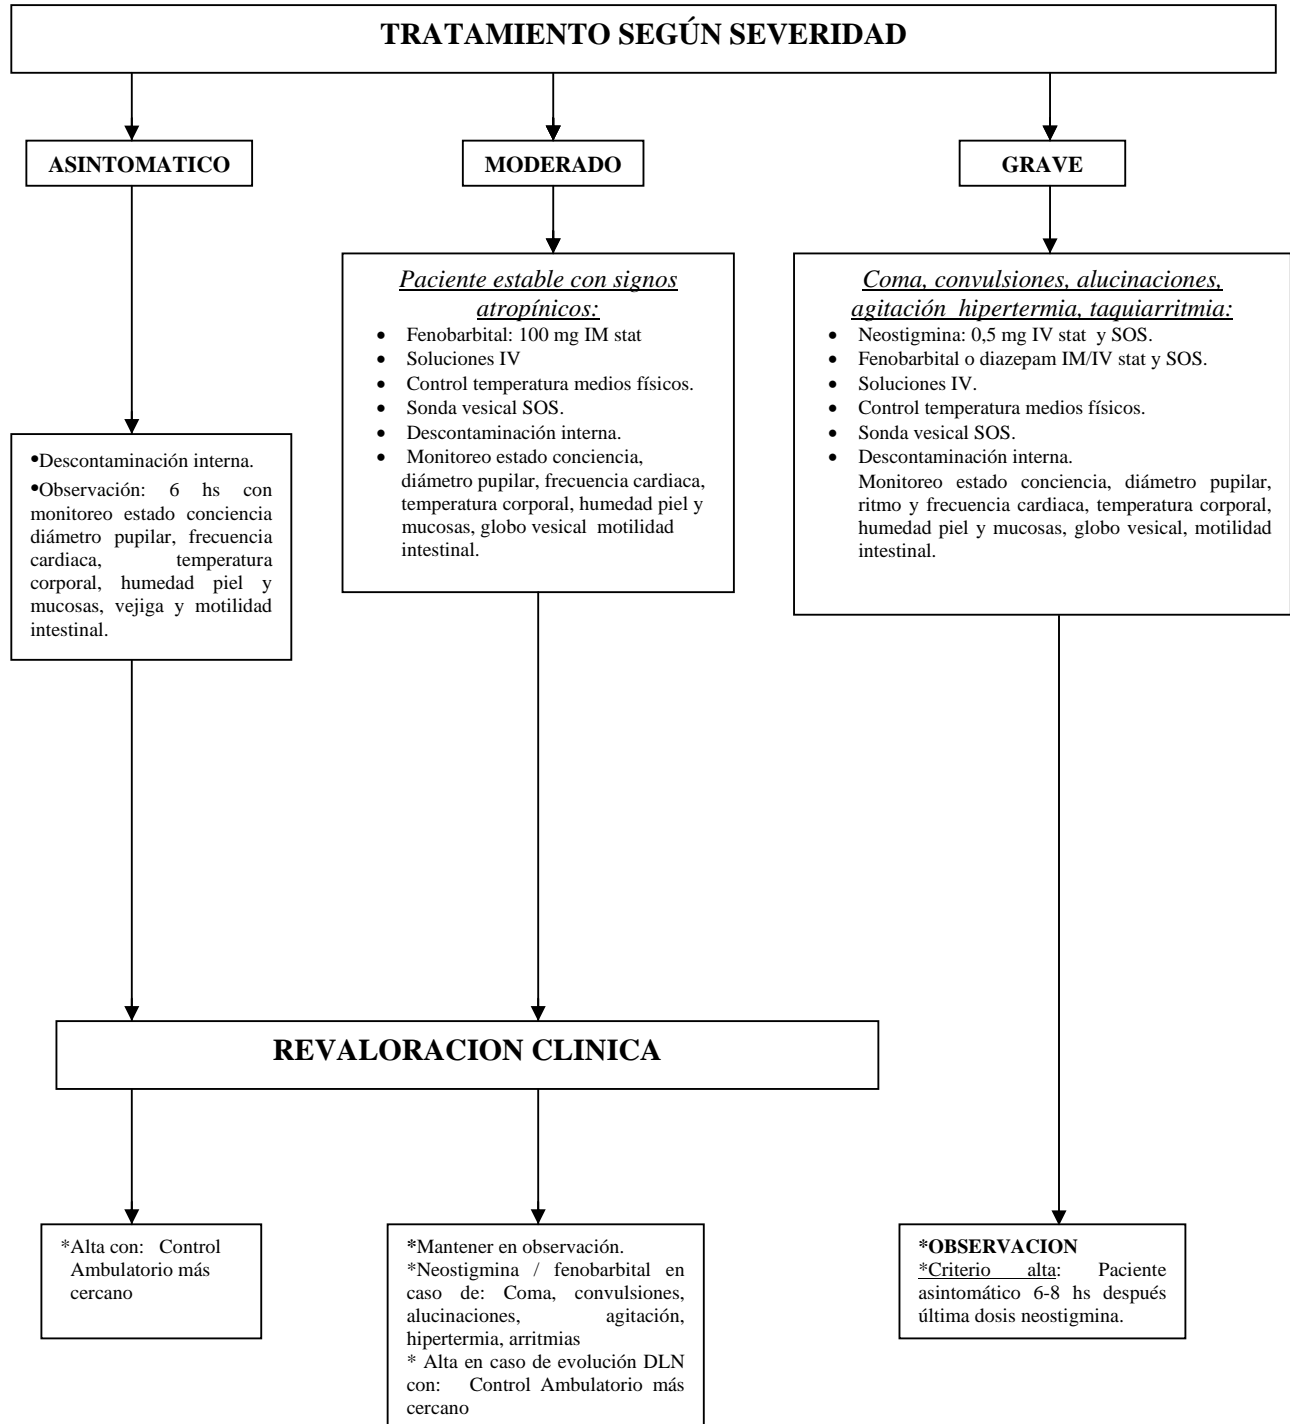 TRATAMIENTO SEGÚN SEVERIDAD
ASINTOMATICO
MODERADO
GRAVE
Paciente estable con signos
atropínicos:
• Fenobarbital: 100 mg IM stat
• Soluciones IV
• Control temperatura medios físicos.
• Sonda vesical SOS.
• Descontaminación interna.
• Monitoreo estado conciencia,
diámetro pupilar, frecuencia cardiaca,
temperatura corporal, humedad piel y
mucosas, globo vesical motilidad
intestinal.
Coma, convulsiones, alucinaciones,
agitación hipertermia, taquiarritmia:
• Neostigmina: 0,5 mg IV stat y SOS.
• Fenobarbital o diazepam IM/IV stat y SOS.
• Soluciones IV.
• Control temperatura medios físicos.
• Sonda vesical SOS.
• Descontaminación interna.
Monitoreo estado conciencia, diámetro pupilar,
ritmo y frecuencia cardiaca, temperatura corporal,
humedad piel y mucosas, globo vesical, motilidad
intestinal.
•Descontaminación interna.
•Observación: 6 hs con
monitoreo estado conciencia
diámetro pupilar, frecuencia
cardiaca, temperatura
corporal, humedad piel y
mucosas, vejiga y motilidad
intestinal.
REVALORACION CLINICA
*Alta con: Control
Ambulatorio más
cercano
*Mantener en observación.
*Neostigmina / fenobarbital en
caso de: Coma, convulsiones,
alucinaciones, agitación,
hipertermia, arritmias
* Alta en caso de evolución DLN
con: Control Ambulatorio más
cercano
*OBSERVACION
*Criterio alta: Paciente
asintomático 6-8 hs después
última dosis neostigmina.